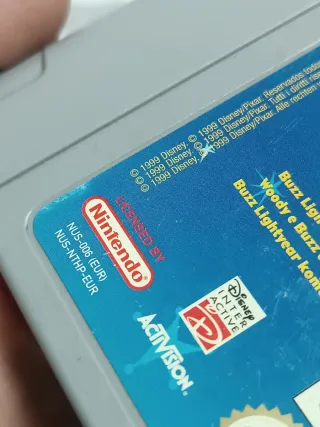 © 1999 Disney, © 1999 Disney/Pixar. Reservados todos
© 1999 Disney, © 1999 Disney/Pixar. Tutti i diritti rise
© 1999 Disney, © 1999 Disney/Pixar. Alle rechten
LICENSED BY
Nintendo
NUS-006 (EUR)
NUS-NTHP-EUR
Disney
INTER
ACTIVE
ACTIVISION
Buzz Lig
Woody e Buzz
Buzz Lightyear kom